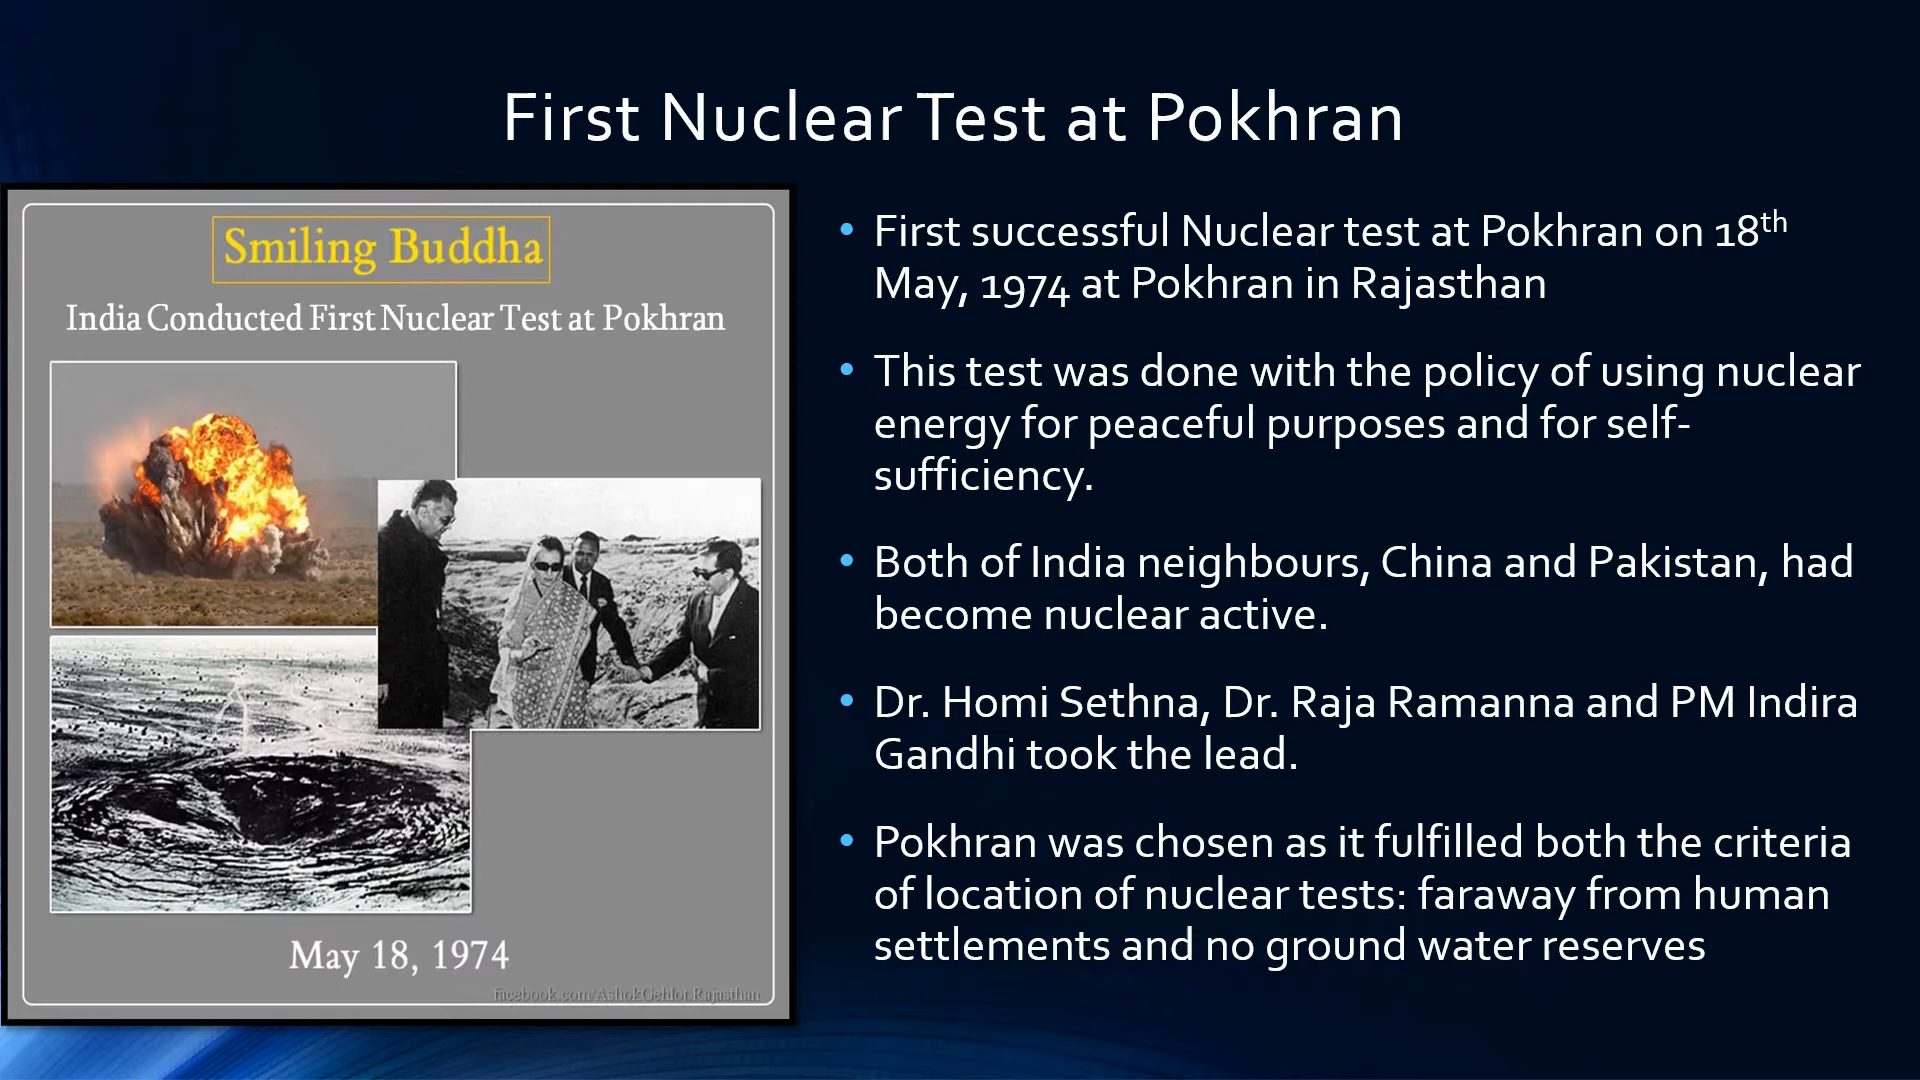 First Nuclear Test at Pokhran
Smiling Buddha
India Conducted First Nuclear Test at Pokhran
May 18, 1974
facebook.com/AshokGehlot.Rajasthan
• First successful Nuclear test at Pokhran on 18th
May, 1974 at Pokhran in Rajasthan
• This test was done with the policy of using nuclear
energy for peaceful purposes and for self-
sufficiency.
• Both of India neighbours, China and Pakistan, had
become nuclear active.
• Dr. Homi Sethna, Dr. Raja Ramanna and PM Indira
Gandhi took the lead.
• Pokhran was chosen as it fulfilled both the criteria
of location of nuclear tests: faraway from human
settlements and no ground water reserves